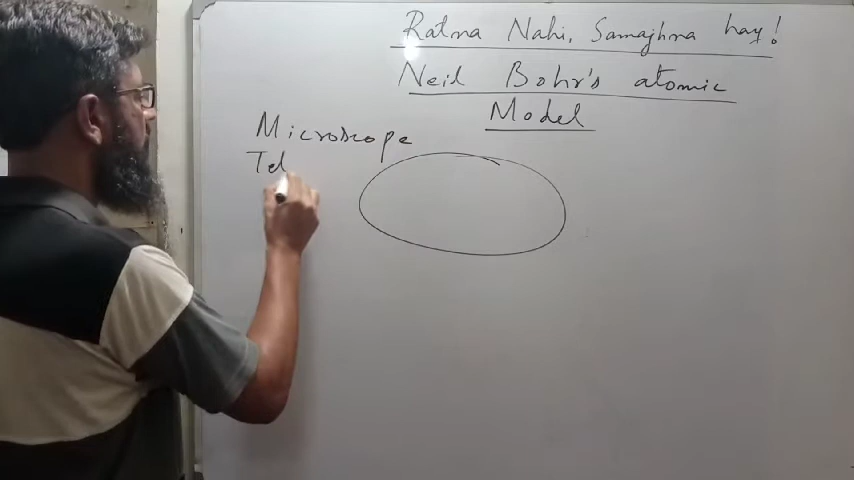 Ratna Nahi, Samajhna hay!
Neil Bohr's atomic
Model
Microscope
Tel